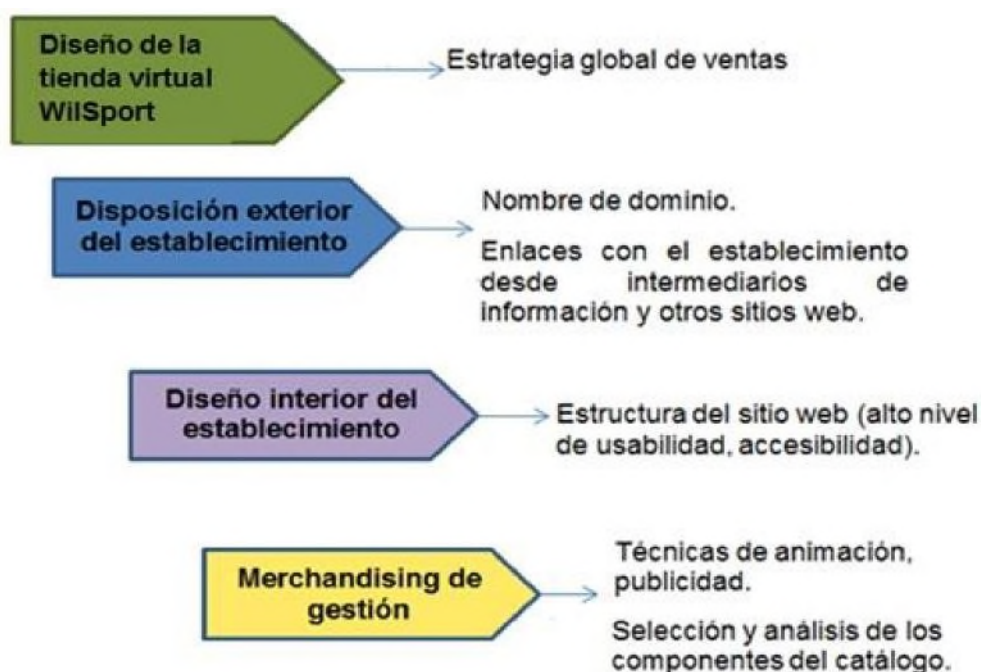 Diseño de la
tienda virtual
WilSport
Estrategia global de ventas
Disposición exterior
del establecimiento
Nombre de dominio.
Enlaces con el establecimiento
desde intermediarios de
información y otros sitios web.
Diseño interior del
establecimiento
Estructura del sitio web (alto nivel
de usabilidad, accesibilidad).
Merchandising de
gestión
Técnicas de animación,
publicidad.
Selección y análisis de los
componentes del catálogo.